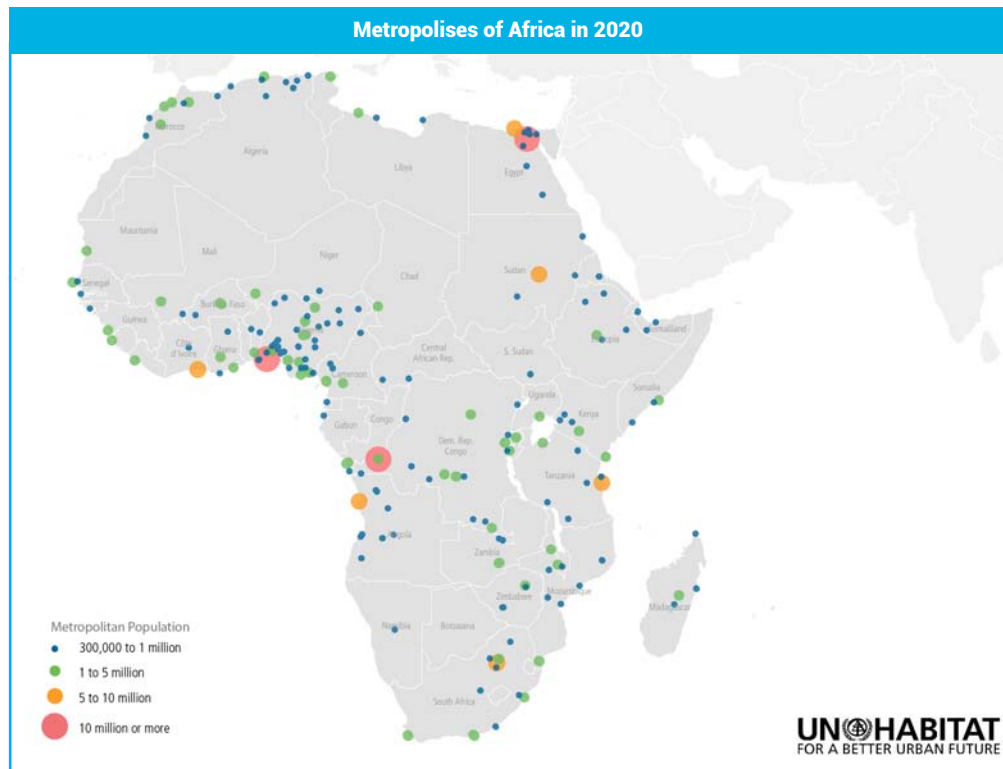 Metropolises of Africa in 2020
Morocco
Algeria
Libya
Egypt
Mauritania
Mali
Niger
Chad
Sudan
Senegal
Burkina Faso
Guinea
Côte
d'Ivoire
Ghana
Central
African Rep.
S. Sudan
Ethiopia
Somaliland
Cameroon
Somalia
Uganda
Kenya
Gabon
Congo
Dem. Rep.
Congo
Tanzania
Angola
Zambia
Mozambique
Zimbabwe
Madagascar
Namibia
Botswana
South Africa
Metropolitan Population
300,000 to 1 million
1 to 5 million
5 to 10 million
10 million or more
UN HABITAT
FOR A BETTER URBAN FUTURE